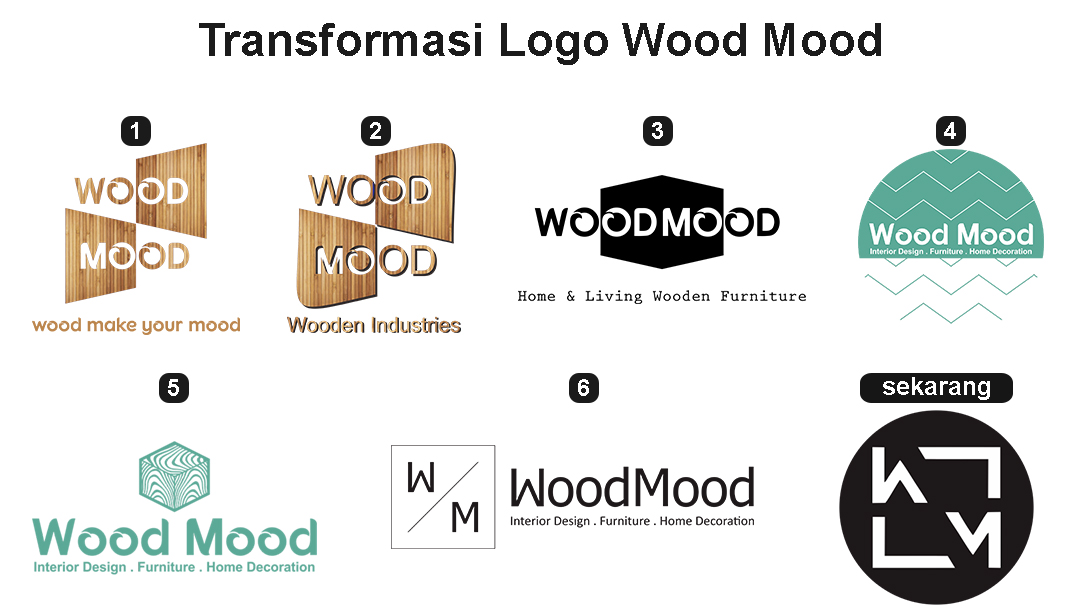 Transformasi Logo Wood Mood
1
WOOD
MOOD
wood make your mood
2
WOOD
MOOD
Wooden Industries
3
WOODMOOD
Home & Living Wooden Furniture
4
Wood Mood
Interior Design . Furniture . Home Decoration
5
Wood Mood
Interior Design . Furniture . Home Decoration
6
W/M
WoodMood
Interior Design . Furniture . Home Decoration
sekarang
W
M